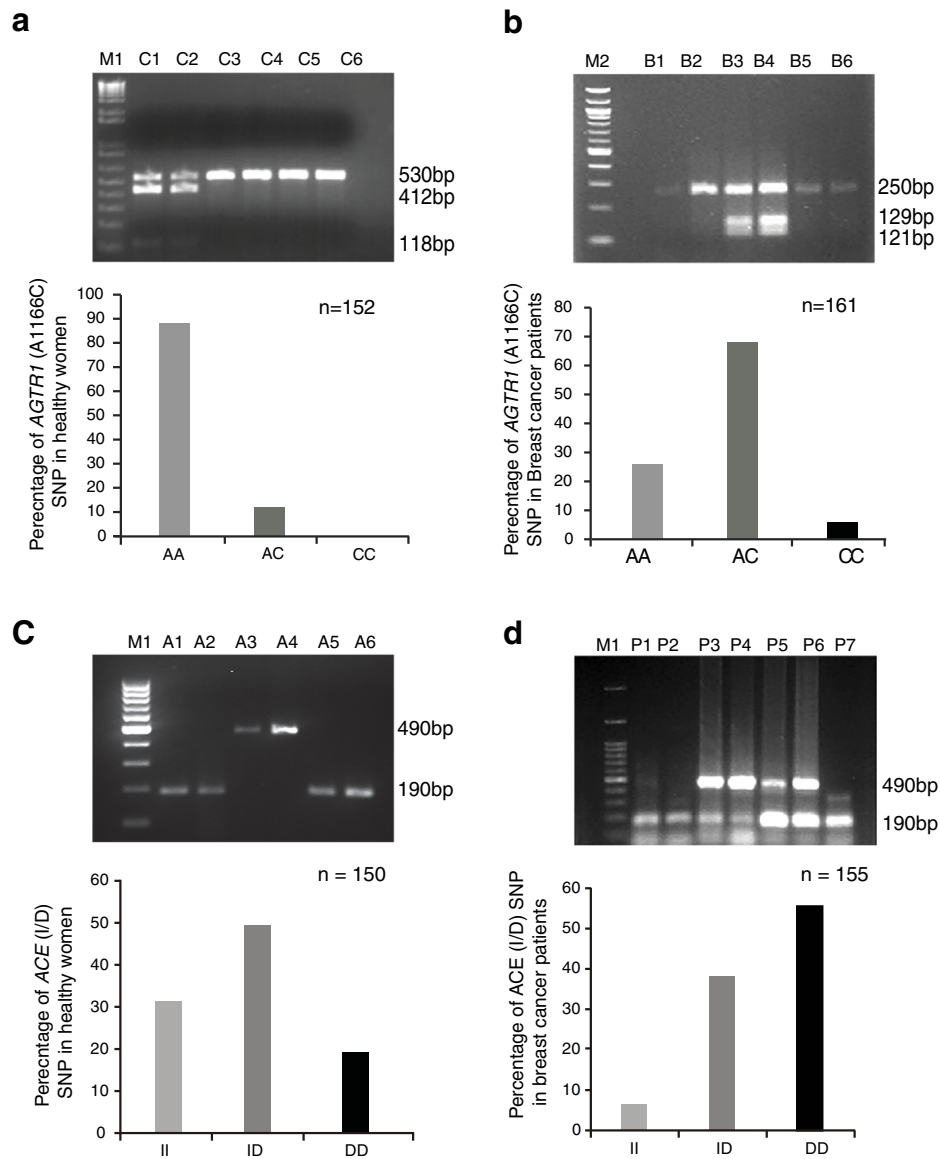 a
M1 C1 C2 C3 C4 C5 C6
530bp
412bp
118bp
Perecntage of AGTR1 (A1166C)
SNP in healthy women
100
90
80
70
60
50
40
30
20
10
0
n=152
AA AC CC
b
M2 B1 B2 B3 B4 B5 B6
250bp
129bp
121bp
Perecntage of AGTR1 (A1166C)
SNP in Breast cancer patients
80
70
60
50
40
30
20
10
0
n=161
AA AC CC
C
M1 A1 A2 A3 A4 A5 A6
490bp
190bp
Perecntage of ACE (I/D)
SNP in healthy women
60
50
40
30
20
10
0
n = 150
II ID DD
d
M1 P1 P2 P3 P4 P5 P6 P7
490bp
190bp
Percentage of ACE (I/D) SNP
in breast cancer patients
60
50
40
30
20
10
0
n = 155
II ID DD